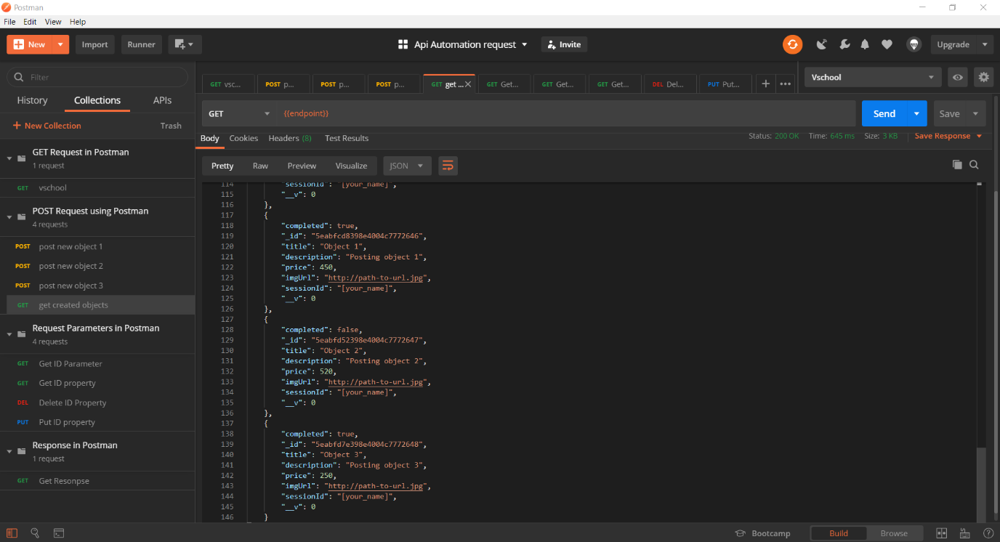 Postman
File Edit View Help
New Import Runner Api Automation request Invite Upgrade
Filter
History Collections APIs
New Collection Trash
GET Request in Postman
1 request
GET vschool
POST Request using Postman
4 requests
POST post new object 1
POST post new object 2
POST post new object 3
GET get created objects
Request Parameters in Postman
4 requests
GET Get ID Parameter
GET Get ID property
DEL Delete ID Property
PUT Put ID property
Response in Postman
1 request
GET Get Resonpse
GET vsc... POST p... POST p... POST p... GET get ... GET Get... GET Get... GET Get... DEL Del... PUT Put... Vschool
GET {{endpoint}} Send Save
Body Cookies Headers (8) Test Results Status: 200 OK Time: 645 ms Size: 3 KB Save Response
Pretty Raw Preview Visualize JSON
114 "sessionId": "[your_name]",
115 "__v": 0
116 },
117 {
118 "completed": true,
119 "_id": "5eabfcd8398e4004c7772646",
120 "title": "Object 1",
121 "description": "Posting object 1",
122 "price": 450,
123 "imgUrl": "http://path-to-url.jpg",
124 "sessionId": "[your_name]",
125 "__v": 0
126 },
127 {
128 "completed": false,
129 "_id": "5eabfd52398e4004c7772647",
130 "title": "Object 2",
131 "description": "Posting object 2",
132 "price": 520,
133 "imgUrl": "http://path-to-url.jpg",
134 "sessionId": "[your_name]",
135 "__v": 0
136 },
137 {
138 "completed": true,
139 "_id": "5eabfd7e398e4004c7772648",
140 "title": "Object 3",
141 "description": "Posting object 3",
142 "price": 250,
143 "imgUrl": "http://path-to-url.jpg",
144 "sessionId": "[your_name]",
145 "__v": 0
146 }
Bootcamp Build Browse